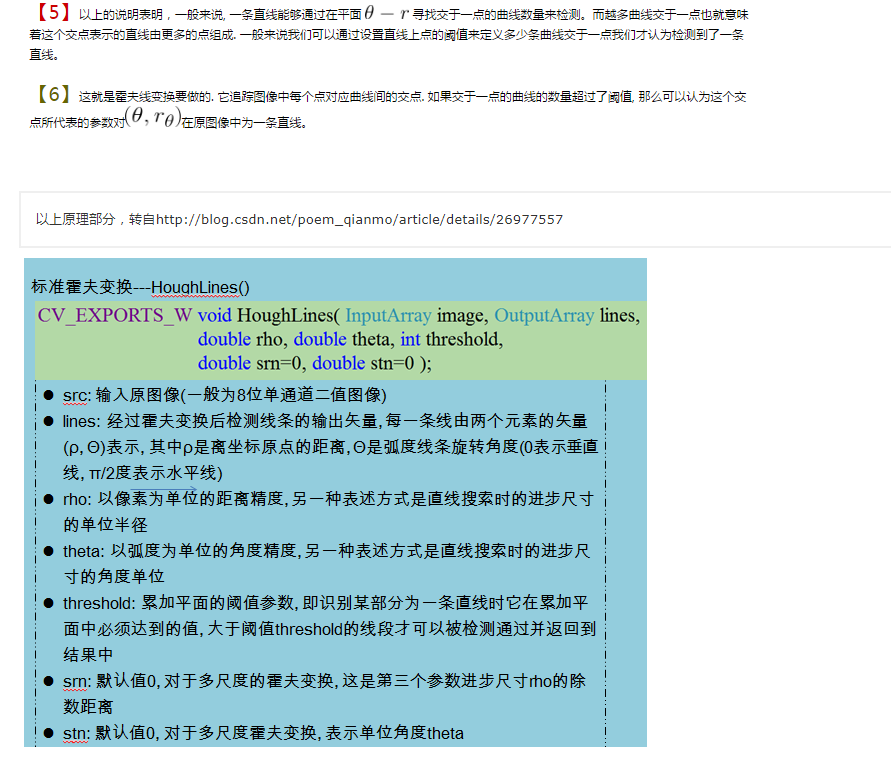 【5】以上的说明表明，一般来说, 一条直线能够通过在平面 θ − r 寻找交于一点的曲线数量来检测。而越多曲线交于一点也就意味
着这个交点表示的直线由更多的点组成. 一般来说我们可以通过设置直线上点的阈值来定义多少条曲线交于一点我们才认为检测到了一条
直线。
【6】这就是霍夫线变换要做的. 它追踪图像中每个点对应曲线间的交点. 如果交于一点的曲线的数量超过了阈值, 那么可以认为这个交
点所代表的参数对(θ, rθ)在原图像中为一条直线。
以上原理部分，转自http://blog.csdn.net/poem_qianmo/article/details/26977557
标准霍夫变换---HoughLines()
CV_EXPORTS_W void HoughLines( InputArray image, OutputArray lines,
double rho, double theta, int threshold,
double srn=0, double stn=0 );
● src: 输入原图像(一般为8位单通道二值图像)
● lines: 经过霍夫变换后检测线条的输出矢量,每一条线由两个元素的矢量
(ρ, Θ)表示, 其中ρ是离坐标原点的距离,Θ是弧度线条旋转角度(0表示垂直
线, π/2度表示水平线)
● rho: 以像素为单位的距离精度,另一种表述方式是直线搜索时的进步尺寸
的单位半径
● theta: 以弧度为单位的角度精度,另一种表述方式是直线搜索时的进步尺
寸的角度单位
● threshold: 累加平面的阈值参数, 即识别某部分为一条直线时它在累加平
面中必须达到的值, 大于阈值threshold的线段才可以被检测通过并返回到
结果中
● srn: 默认值0, 对于多尺度的霍夫变换, 这是第三个参数进步尺寸rho的除
数距离
● stn: 默认值0, 对于多尺度霍夫变换, 表示单位角度theta